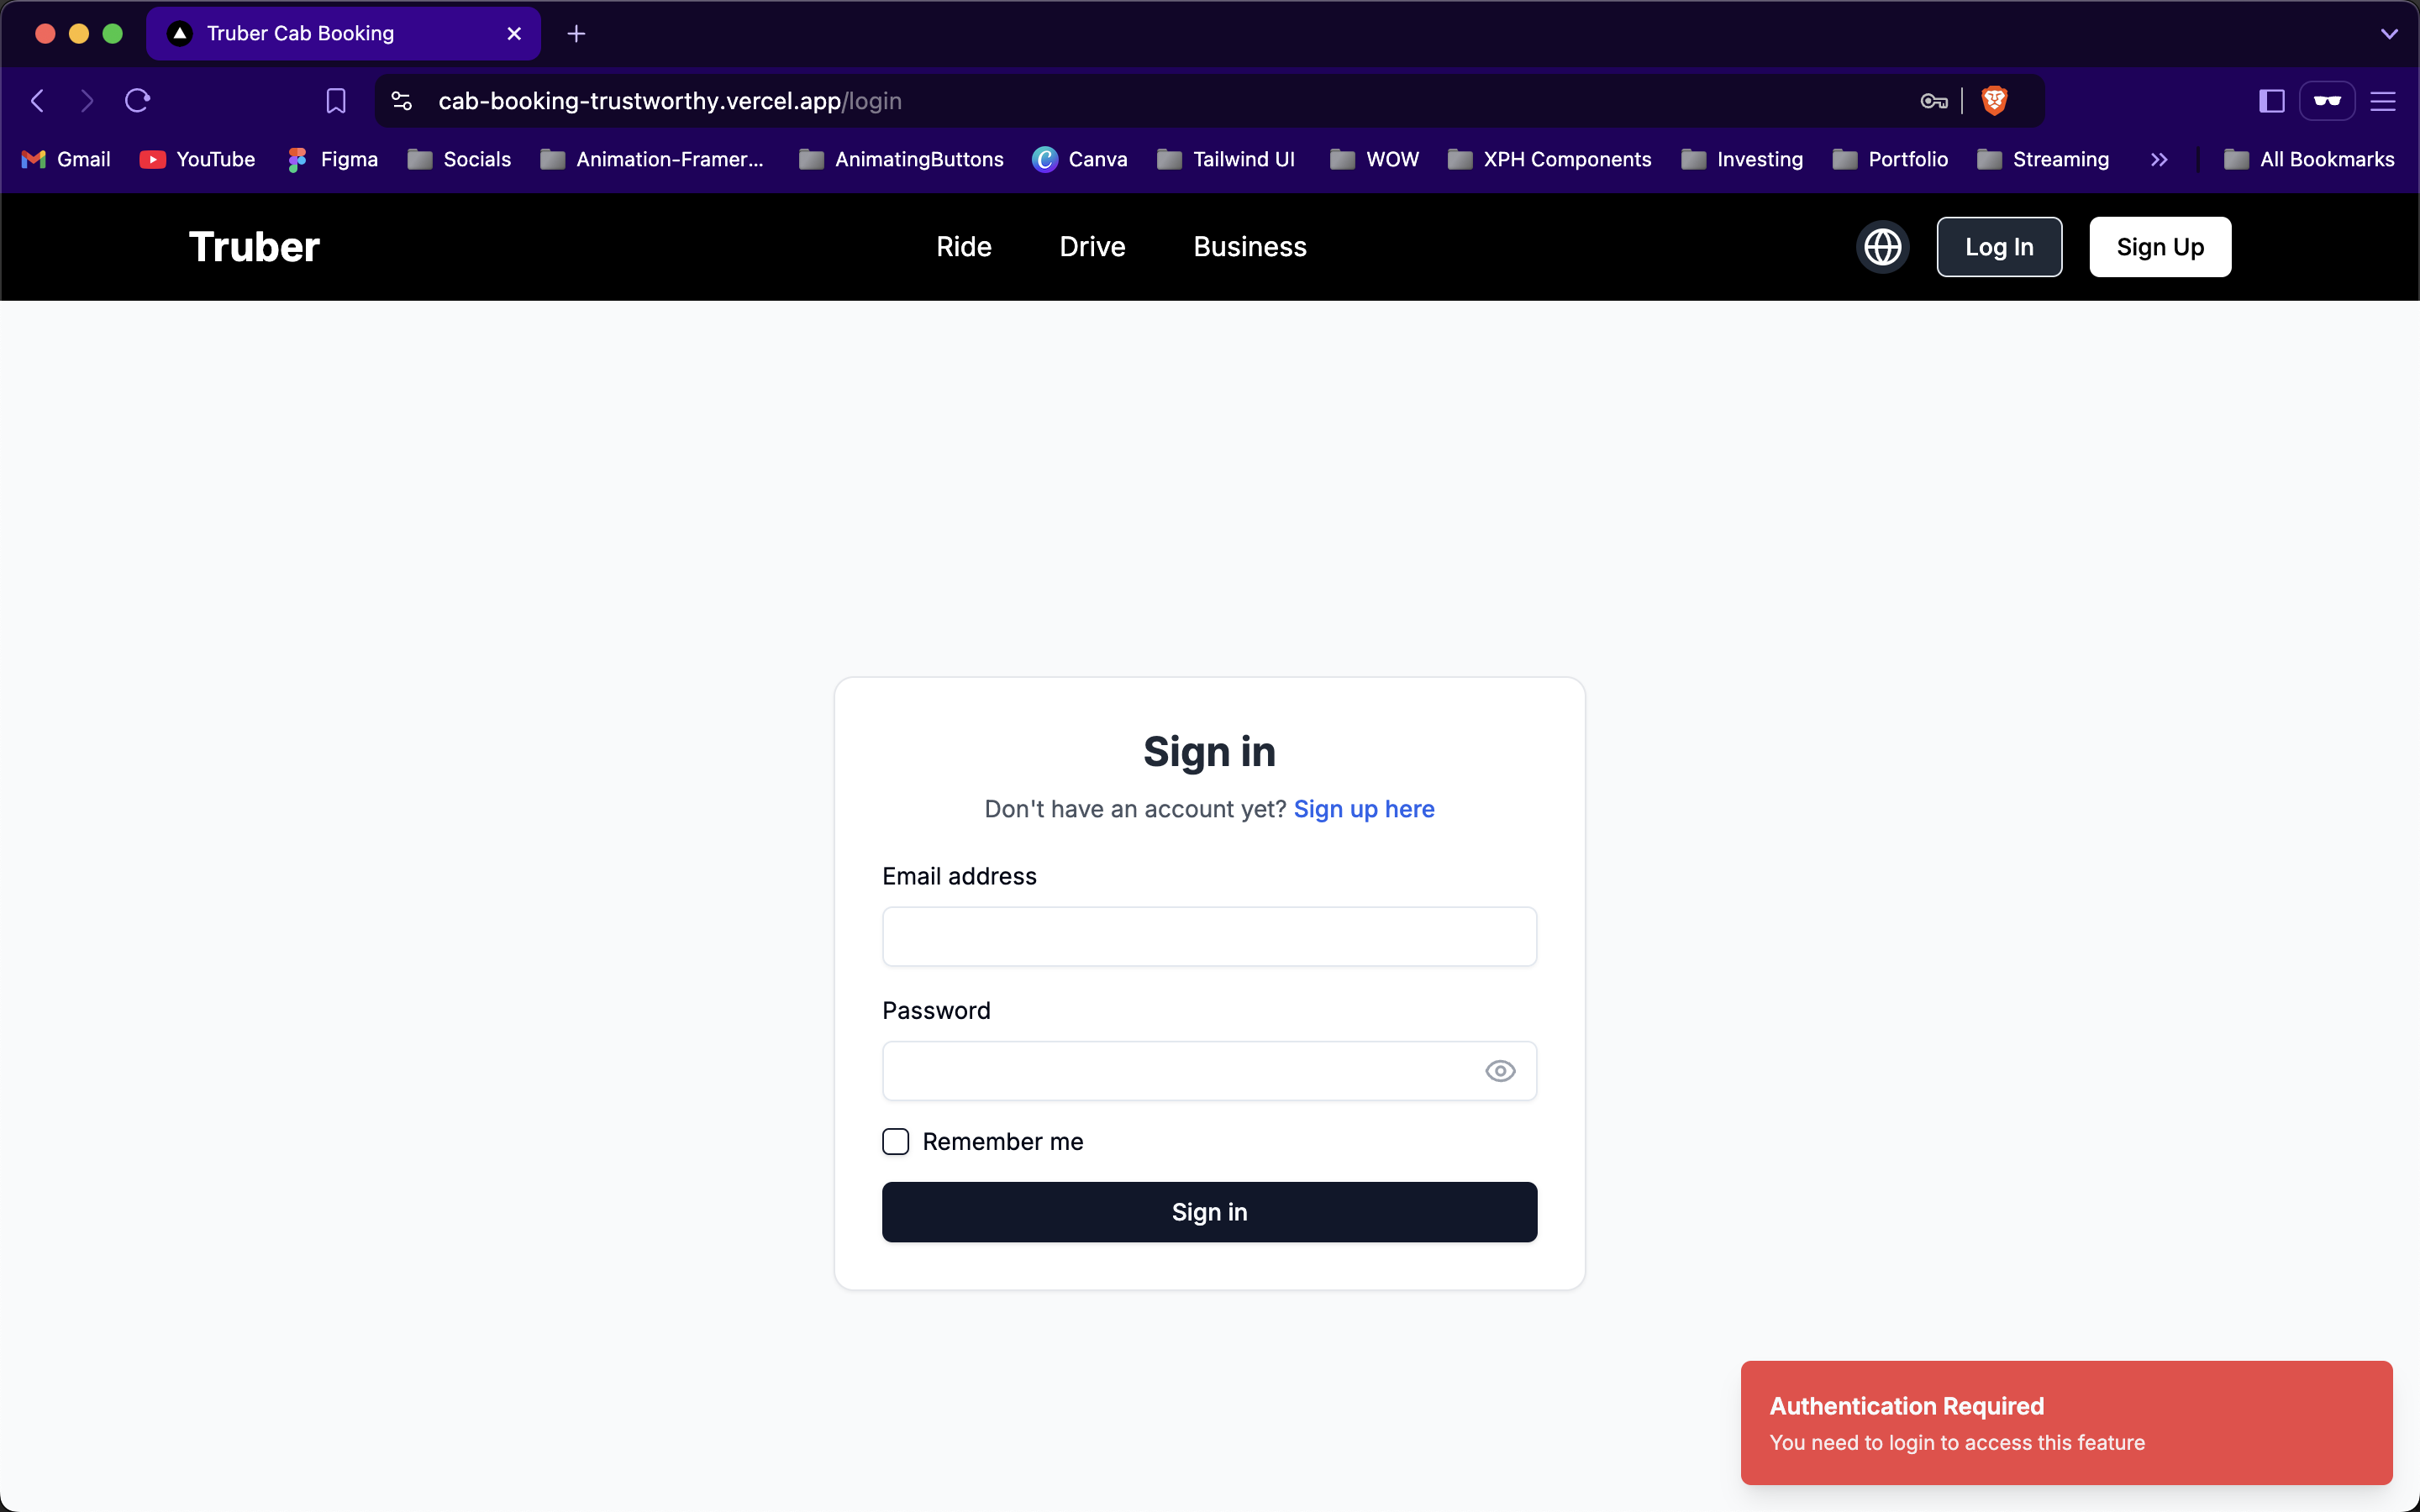 Truber Cab Booking
cab-booking-trustworthy.vercel.app/login
Gmail YouTube Figma Socials Animation-Framer... AnimatingButtons Canva Tailwind UI WOW XPH Components Investing Portfolio Streaming All Bookmarks
Truber Ride Drive Business Log In Sign Up
Sign in
Don't have an account yet? Sign up here
Email address
Password
Remember me
Sign in
Authentication Required
You need to login to access this feature